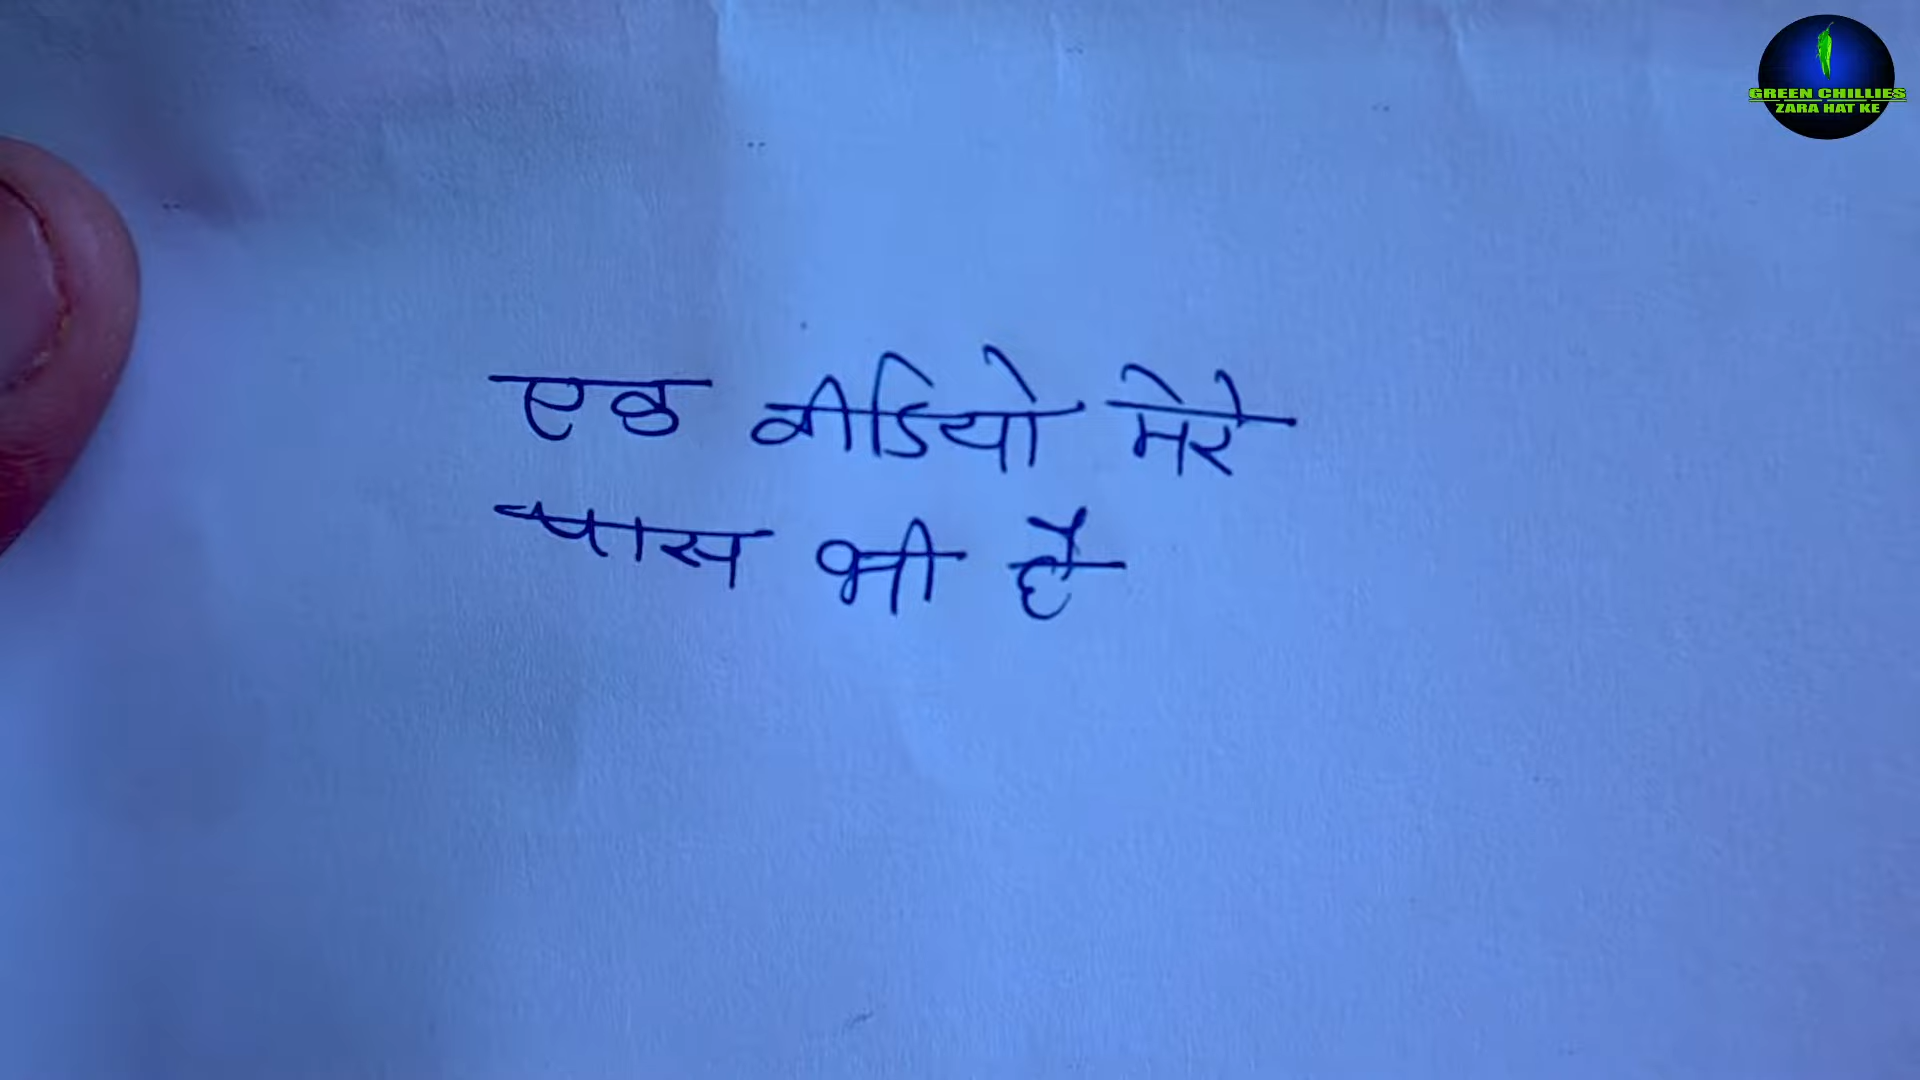 GREEN CHILLIES
ZARA HAT KE
एक वीडियो मेरे
पास भी है